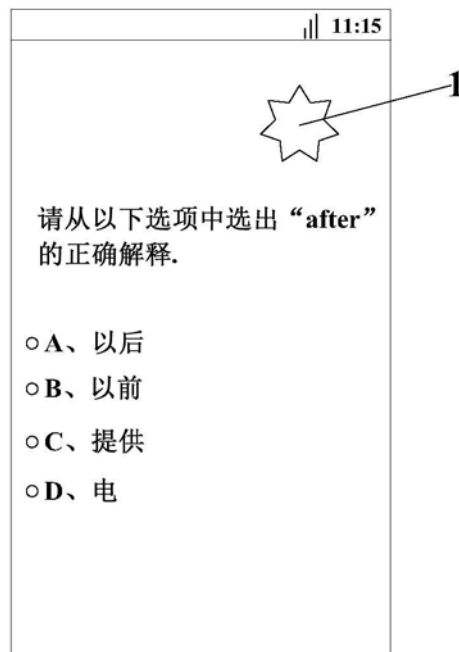 11:15
1
请从以下选项中选出“after”
的正确解释.
A、以后
B、以前
C、提供
D、电